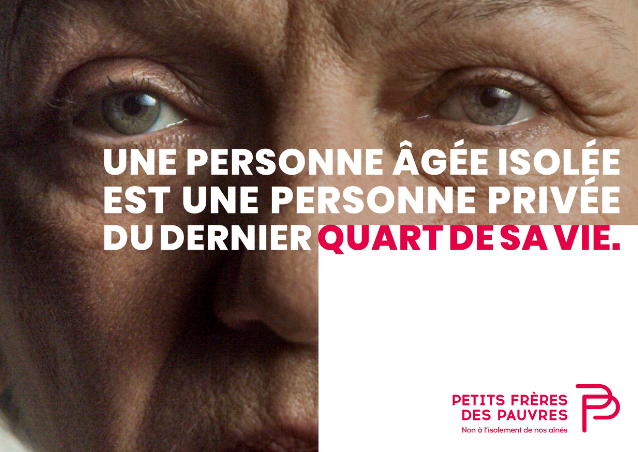 UNE PERSONNE ÂGÉE ISOLÉE
EST UNE PERSONNE PRIVÉE
DU DERNIER QUART DE SA VIE.
PETITS FRÈRES
DES PAUVRES
Non à l'isolement de nos aînés